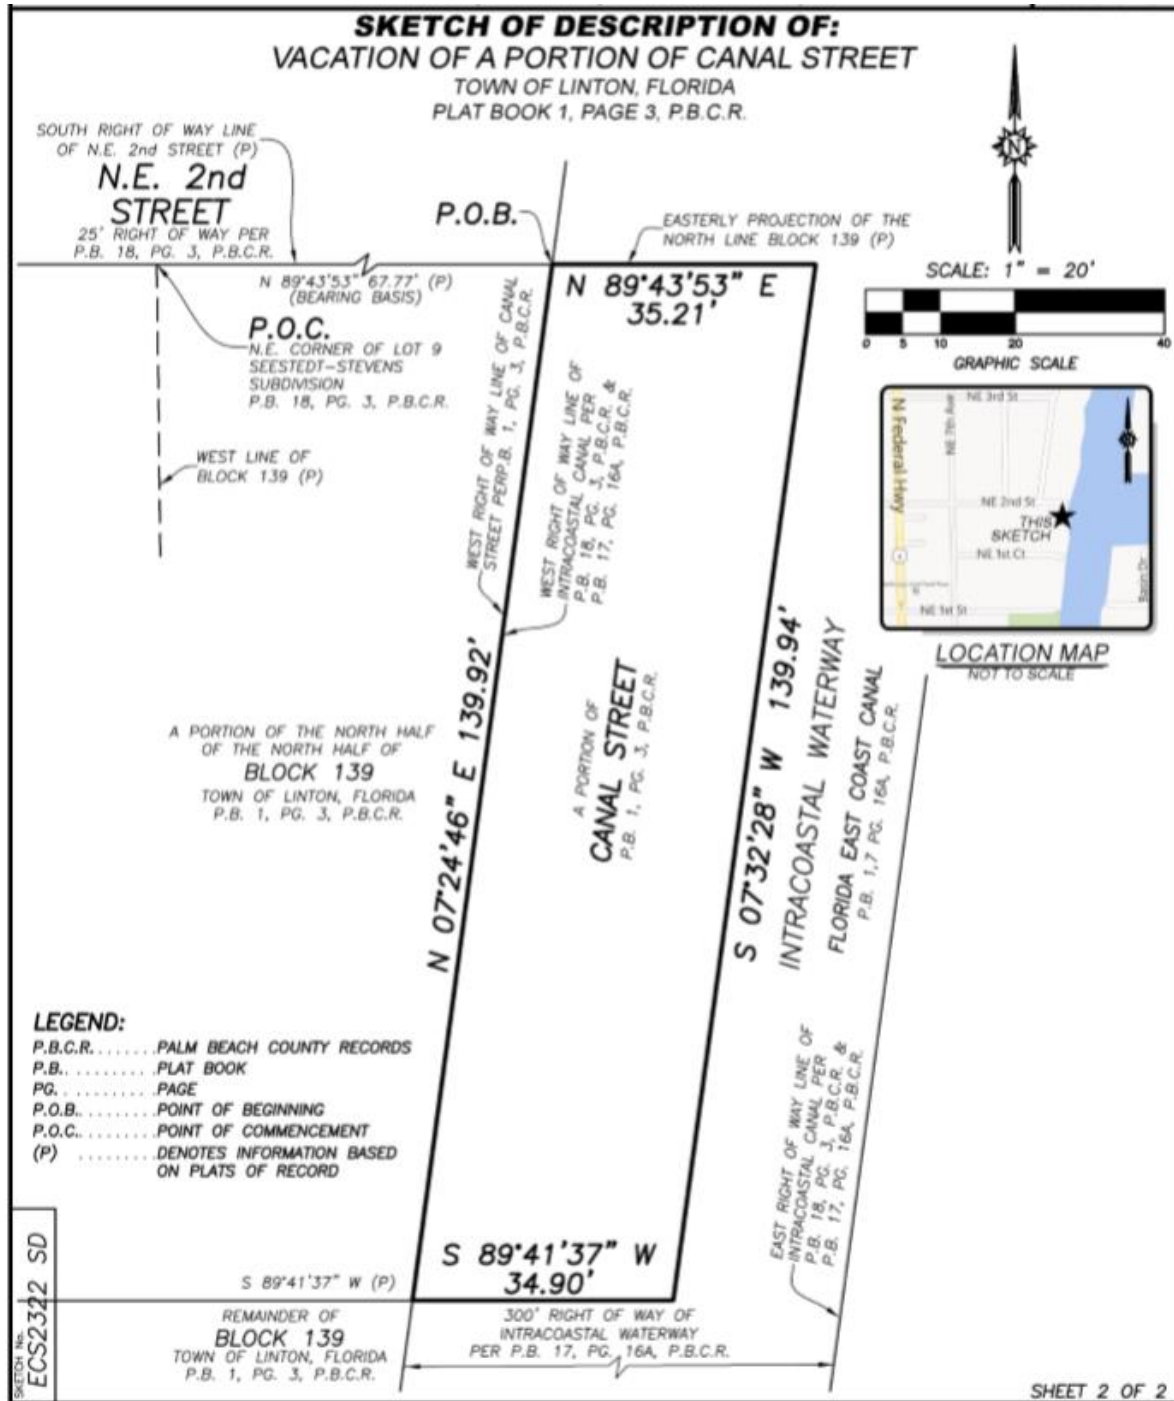 SKETCH OF DESCRIPTION OF:
VACATION OF A PORTION OF CANAL STREET
TOWN OF LINTON, FLORIDA
PLAT BOOK 1, PAGE 3, P.B.C.R.
SOUTH RIGHT OF WAY LINE
OF N.E. 2nd STREET (P)
N.E. 2nd
STREET
25' RIGHT OF WAY PER
P.B. 18, PG. 3, P.B.C.R.
P.O.B.
EASTERLY PROJECTION OF THE
NORTH LINE BLOCK 139 (P)
N
SCALE: 1" = 20'
0 5 10 20 40
GRAPHIC SCALE
N 89°43'53" 67.77' (P)
(BEARING BASIS)
N 89°43'53" E
35.21'
P.O.C.
N.E. CORNER OF LOT 9
SEESTEDT-STEVENS
SUBDIVISION
P.B. 18, PG. 3, P.B.C.R.
WEST LINE OF
BLOCK 139 (P)
WEST RIGHT OF WAY LINE OF CANAL
STREET PERP.B. 1, PG. 3, P.B.C.R.
WEST RIGHT OF WAY LINE OF
INTRACOASTAL CANAL PER
P.B. 18, PG. 3, P.B.C.R. &
P.B. 17, PG. 16A, P.B.C.R.
NE 3rd St
N Federal Hwy
NE 7th Ave
NE 2nd St
THIS
SKETCH
NE 1st Ct
NE 1st St
Basin Dr
LOCATION MAP
NOT TO SCALE
N 07°24'46" E 139.92'
A PORTION OF
CANAL STREET
P.B. 1, PG. 3, P.B.C.R.
S 07°32'28" W 139.94'
INTRACOASTAL WATERWAY
FLORIDA EAST COAST CANAL
P.B. 1,7 PG. 16A, P.B.C.R.
A PORTION OF THE NORTH HALF
OF THE NORTH HALF OF
BLOCK 139
TOWN OF LINTON, FLORIDA
P.B. 1, PG. 3, P.B.C.R.
LEGEND:
P.B.C.R........ PALM BEACH COUNTY RECORDS
P.B.......... PLAT BOOK
PG. ......... PAGE
P.O.B.......... POINT OF BEGINNING
P.O.C.......... POINT OF COMMENCEMENT
(P) ........ DENOTES INFORMATION BASED
ON PLATS OF RECORD
EAST RIGHT OF WAY LINE OF
INTRACOASTAL CANAL PER
P.B. 18, PG. 3, P.B.C.R. &
P.B. 17, PG. 16A, P.B.C.R.
S 89°41'37" W (P)
S 89°41'37" W
34.90'
REMAINDER OF
BLOCK 139
TOWN OF LINTON, FLORIDA
P.B. 1, PG. 3, P.B.C.R.
300' RIGHT OF WAY OF
INTRACOASTAL WATERWAY
PER P.B. 17, PG. 16A, P.B.C.R.
SKETCH No.
ECS2322 SD
SHEET 2 OF 2